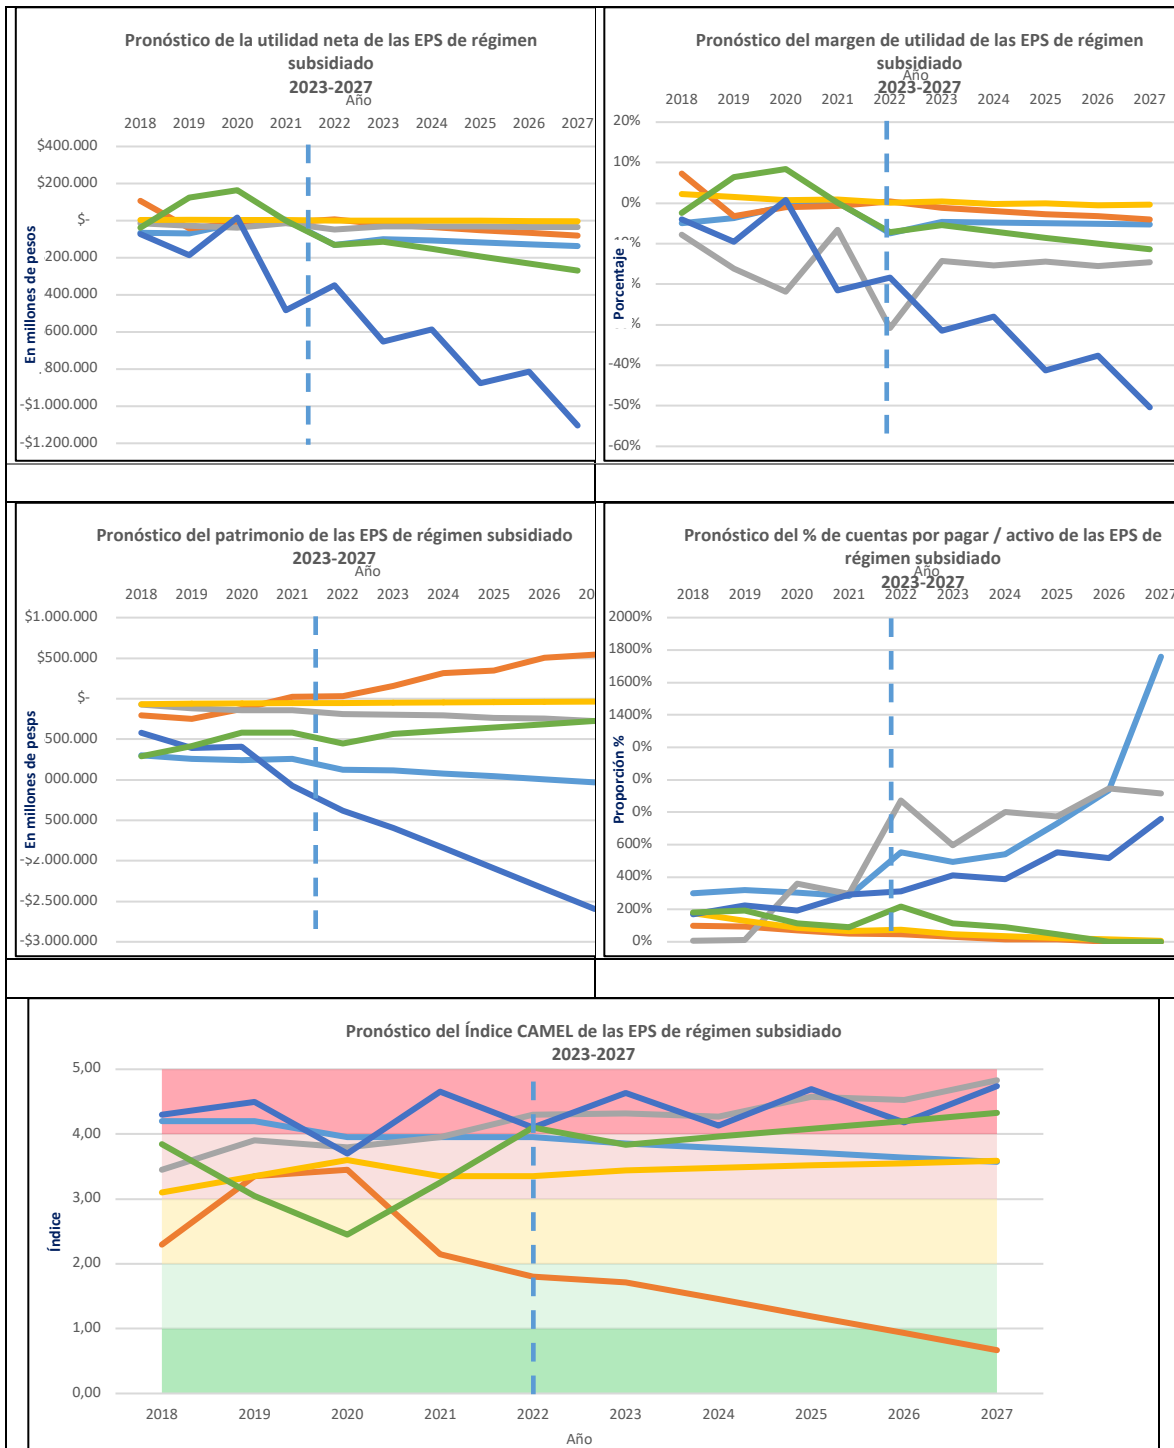 Pronóstico de la utilidad neta de las EPS de régimen
subsidiado
2023-2027
Año
2018 2019 2020 2021 2022 2023 2024 2025 2026 2027
$400.000
$200.000
$-
200.000
400.000
600.000
.800.000
-$1.000.000
-$1.200.000
En millones de pesos
Pronóstico del margen de utilidad de las EPS de régimen
subsidiado
Año
2023-2027
2018 2019 2020 2021 2022 2023 2024 2025 2026 2027
20%
10%
0%
10%
%
%
-40%
-50%
-60%
Porcentaje
Pronóstico del patrimonio de las EPS de régimen subsidiado
2023-2027
Año
2018 2019 2020 2021 2022 2023 2024 2025 2026 20
$1.000.000
$500.000
$-
500.000
000.000
500.000
-$2.000.000
-$2.500.000
-$3.000.000
En millones de pesps
Pronóstico del % de cuentas por pagar / activo de las EPS de
régimen subsidiado
Año
2023-2027
2018 2019 2020 2021 2022 2023 2024 2025 2026 2027
2000%
1800%
1600%
1400%
0%
0%
0%
600%
400%
200%
0%
Proporción %
Pronóstico del Índice CAMEL de las EPS de régimen subsidiado
2023-2027
5,00
4,00
3,00
2,00
1,00
0,00
Índice
2018 2019 2020 2021 2022 2023 2024 2025 2026 2027
Año